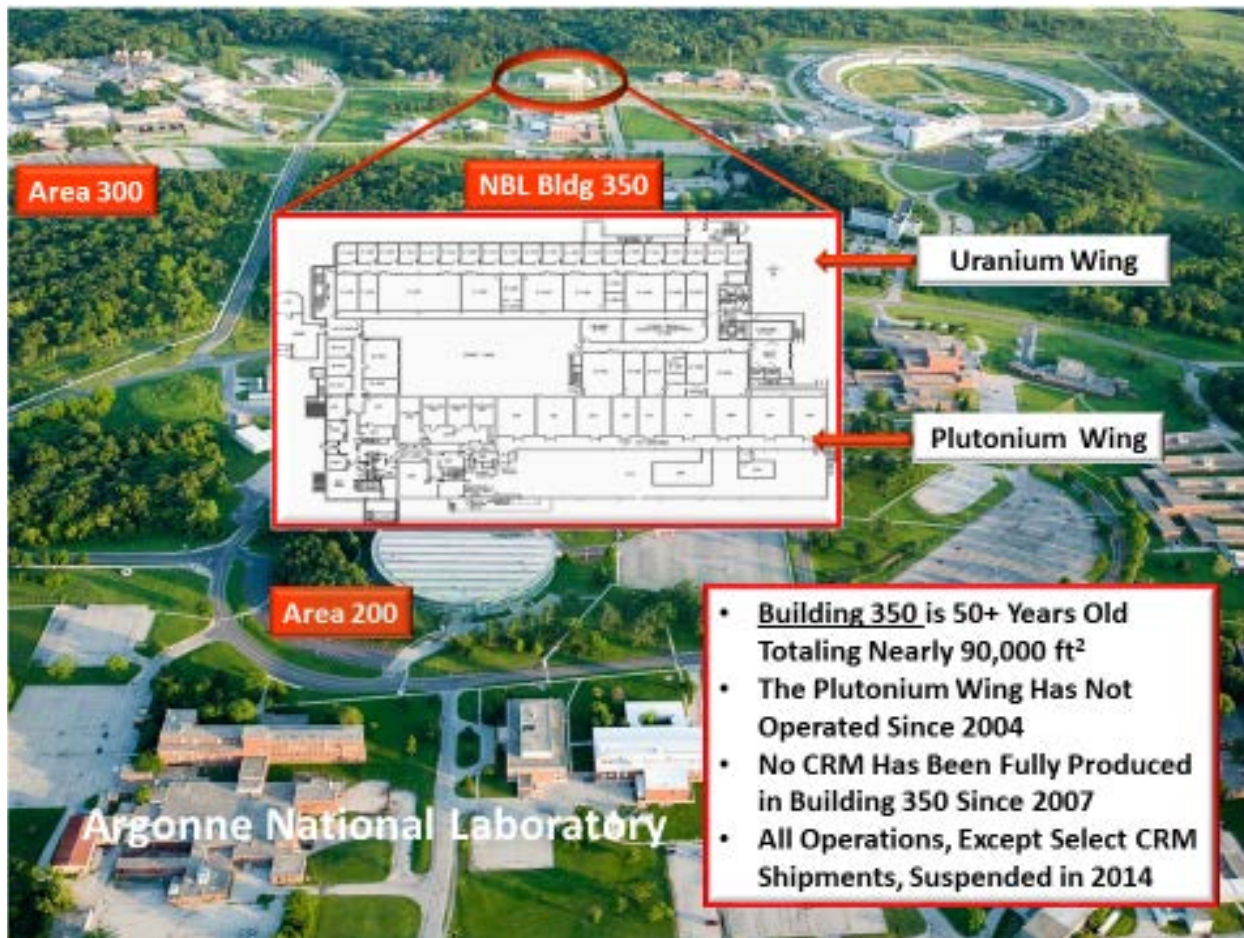 Area 300
NBL Bldg 350
Uranium Wing
Plutonium Wing
Area 200
Argonne National Laboratory
• Building 350 is 50+ Years Old
Totaling Nearly 90,000 ft²
• The Plutonium Wing Has Not
Operated Since 2004
• No CRM Has Been Fully Produced
in Building 350 Since 2007
• All Operations, Except Select CRM
Shipments, Suspended in 2014